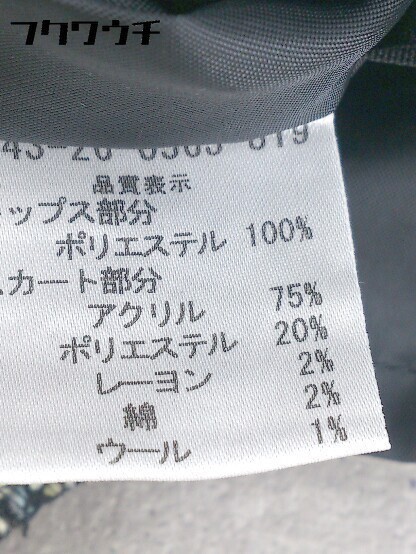 フクワウチ
品質表示
ップス部分
ポリエステル 100%
カート部分
アクリル 75%
ポリエステル 20%
レーヨン 2%
綿 2%
ウール 1%